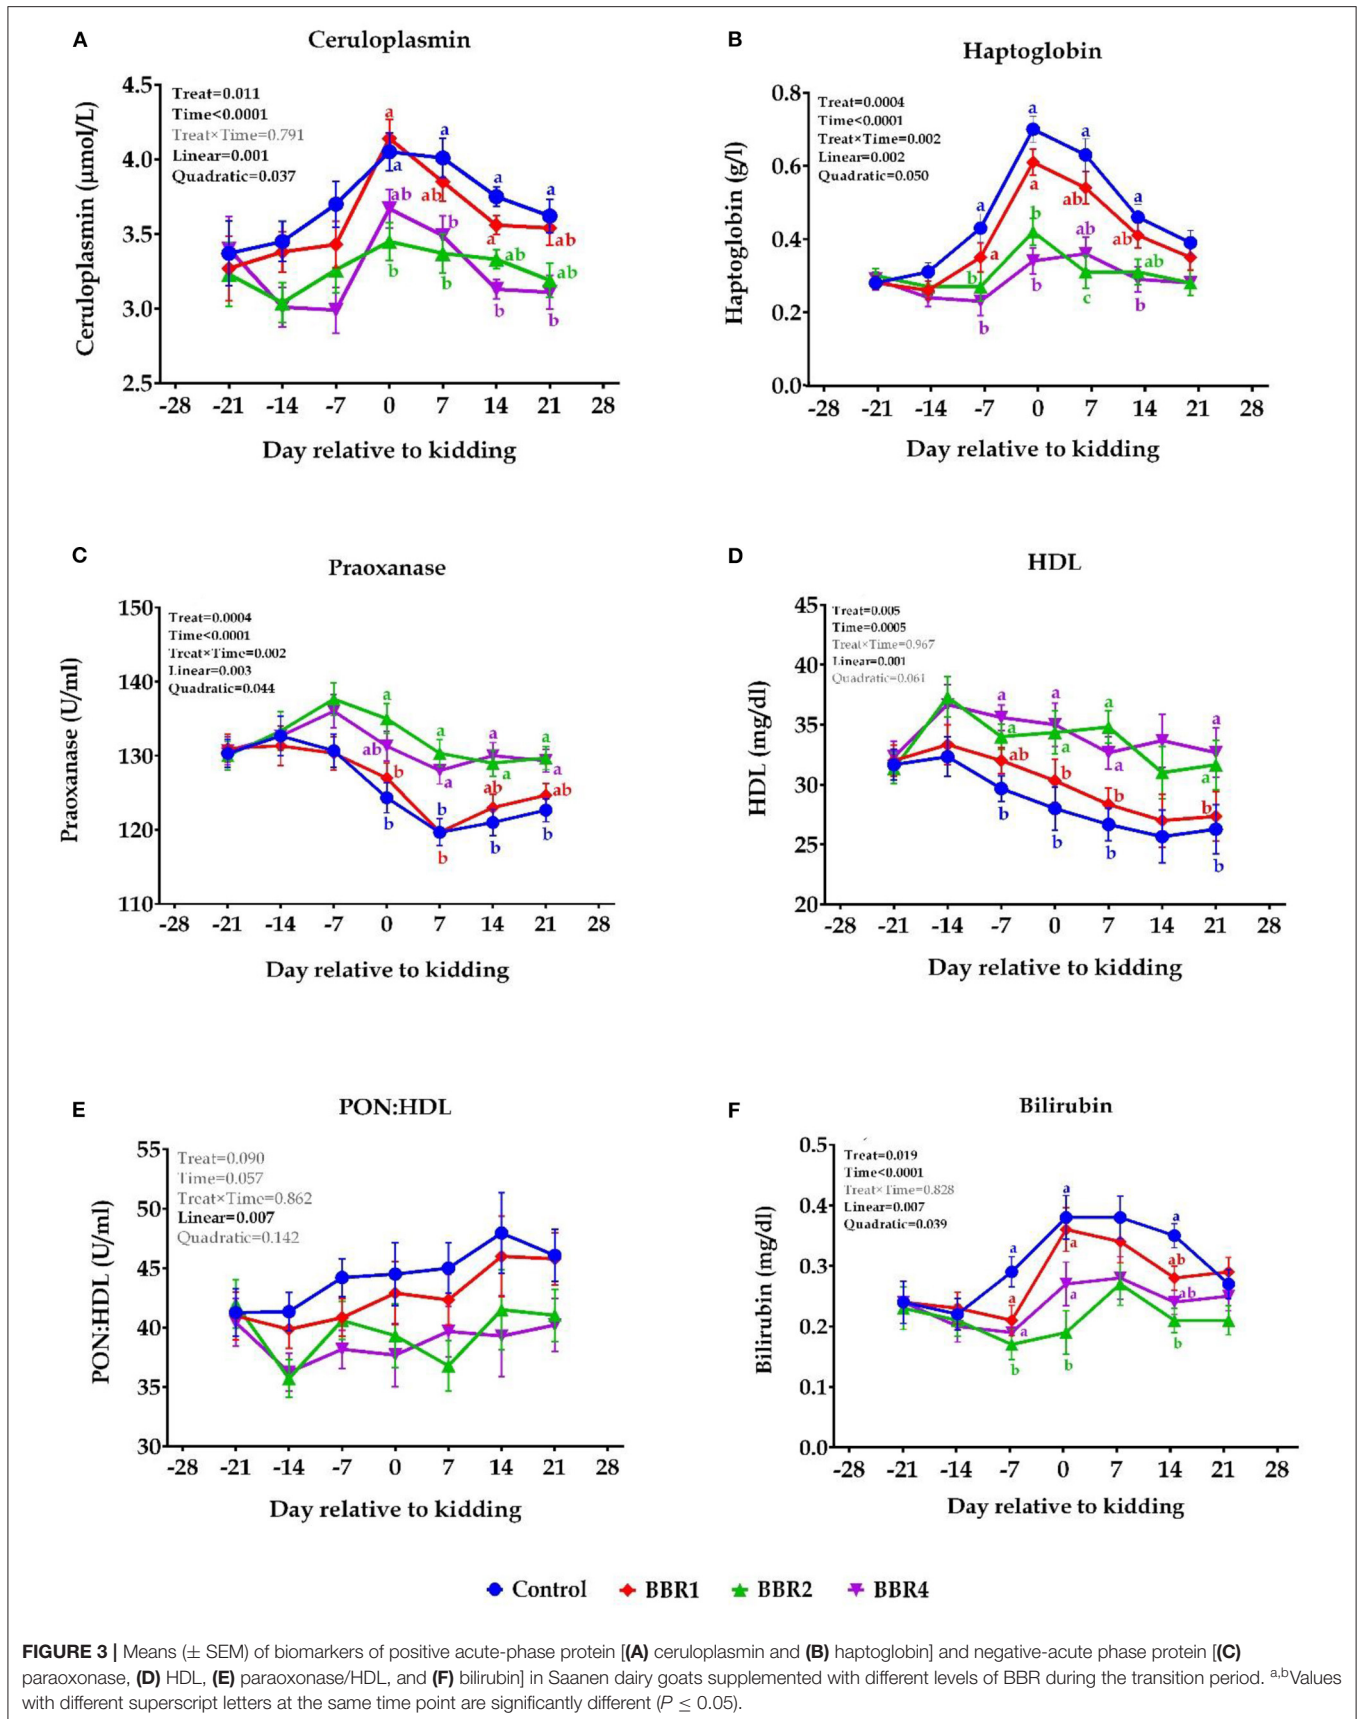 A
Ceruloplasmin
Treat=0.011
Time<0.0001
Treat×Time=0.791
Linear=0.001
Quadratic=0.037
Ceruloplasmin (µmol/L)
4.5
4.0
3.5
3.0
2.5
a
a
a
a
a
ab
ab
b
a
ab
ab
ab
b
b
b
b
-28 -21 -14 -7 0 7 14 21 28
Day relative to kidding
B
Haptoglobin
Treat=0.0004
Time<0.0001
Treat×Time=0.002
Linear=0.002
Quadratic=0.050
Haptoglobin (g/l)
0.8
0.6
0.4
0.2
0.0
a
a
a
a
a
ab
b
ab
ab
a
b
ab
b
b
c
b
-28 -21 -14 -7 0 7 14 21 28
Day relative to kidding
C
Praoxanase
Treat=0.0004
Time<0.0001
Treat×Time=0.002
Linear=0.003
Quadratic=0.044
Praoxanase (U/ml)
150
140
130
120
110
a
a
a
a
ab
a
a
a
b
ab
ab
b
b
b
b
b
-28 -21 -14 -7 0 7 14 21 28
Day relative to kidding
D
HDL
Treat=0.005
Time=0.0005
Treat×Time=0.967
Linear=0.001
Quadratic=0.061
HDL (mg/dl)
45
40
35
30
25
20
a
a
a
a
a
a
ab
a
a
b
b
b
b
b
b
b
-28 -21 -14 -7 0 7 14 21 28
Day relative to kidding
E
PON:HDL
Treat=0.090
Time=0.057
Treat×Time=0.862
Linear=0.007
Quadratic=0.142
PON:HDL (U/ml)
55
50
45
40
35
30
-28 -21 -14 -7 0 7 14 21 28
Day relative to kidding
F
Bilirubin
Treat=0.019
Time<0.0001
Treat×Time=0.828
Linear=0.007
Quadratic=0.039
Bilirubin (mg/dl)
0.5
0.4
0.3
0.2
0.1
0.0
a
a
a
a
ab
a
a
ab
a
b
b
b
-28 -21 -14 -7 0 7 14 21 28
Day relative to kidding
Control BBR1 BBR2 BBR4
FIGURE 3 | Means (± SEM) of biomarkers of positive acute-phase protein [(A) ceruloplasmin and (B) haptoglobin] and negative-acute phase protein [(C)
paraoxonase, (D) HDL, (E) paraoxonase/HDL, and (F) bilirubin] in Saanen dairy goats supplemented with different levels of BBR during the transition period. a,bValues
with different superscript letters at the same time point are significantly different (P ≤ 0.05).